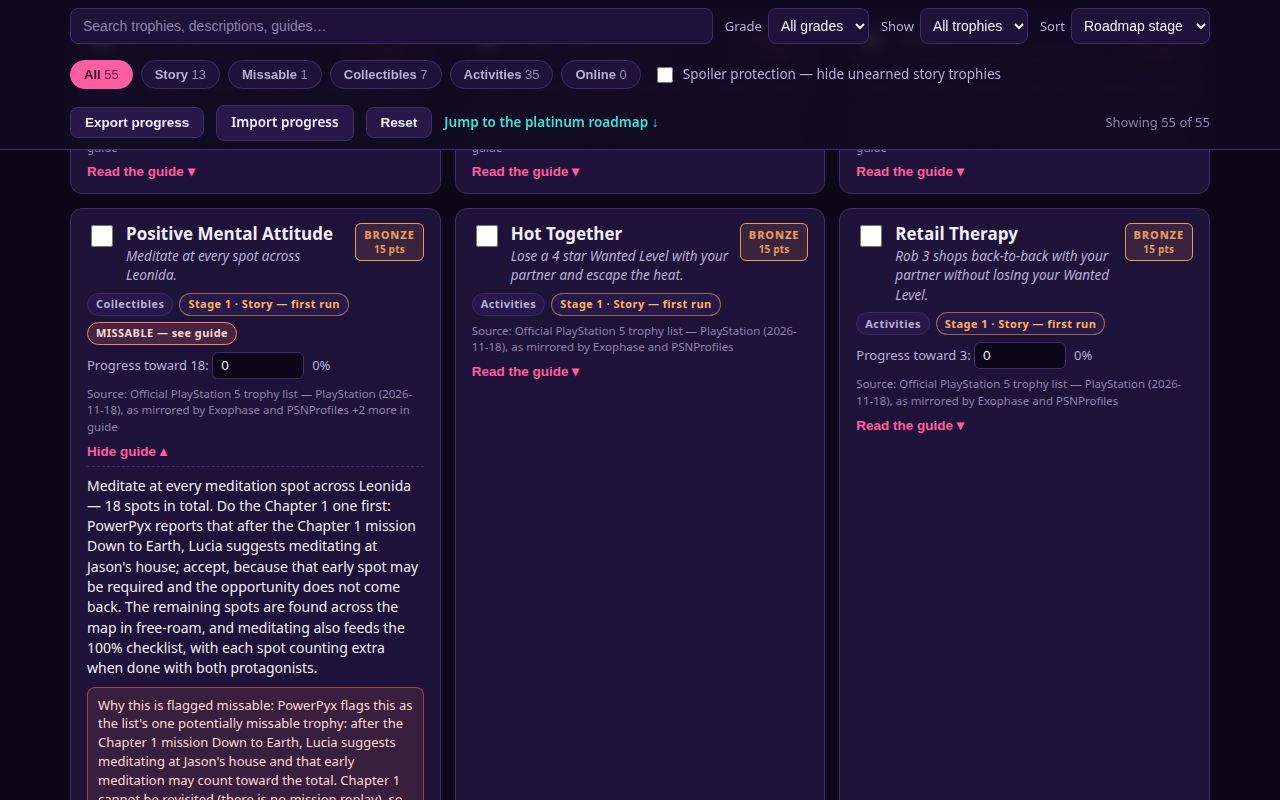 Search trophies, descriptions, guides…
Grade
All grades
Show
All trophies
Sort
Roadmap stage
All 55
Story 13
Missable 1
Collectibles 7
Activities 35
Online 0
Spoiler protection — hide unearned story trophies
Export progress
Import progress
Reset
Jump to the platinum roadmap ↓
Showing 55 of 55
guide
Read the guide ▾
guide
Read the guide ▾
guide
Read the guide ▾
Positive Mental Attitude
BRONZE
15 pts
Meditate at every spot across
Leonida.
Collectibles
Stage 1 · Story — first run
MISSABLE — see guide
Progress toward 18: 0 0%
Source: Official PlayStation 5 trophy list — PlayStation (2026-
11-18), as mirrored by Exophase and PSNProfiles +2 more in
guide
Hide guide ▴
Meditate at every meditation spot across Leonida
— 18 spots in total. Do the Chapter 1 one first:
PowerPyx reports that after the Chapter 1 mission
Down to Earth, Lucia suggests meditating at
Jason's house; accept, because that early spot may
be required and the opportunity does not come
back. The remaining spots are found across the
map in free-roam, and meditating also feeds the
100% checklist, with each spot counting extra
when done with both protagonists.
Why this is flagged missable: PowerPyx flags this as
the list's one potentially missable trophy: after the
Chapter 1 mission Down to Earth, Lucia suggests
meditating at Jason's house and that early
meditation may count toward the total. Chapter 1
cannot be revisited (there is no mission replay), so
Hot Together
BRONZE
15 pts
Lose a 4 star Wanted Level with your
partner and escape the heat.
Activities
Stage 1 · Story — first run
Source: Official PlayStation 5 trophy list — PlayStation (2026-
11-18), as mirrored by Exophase and PSNProfiles
Read the guide ▾
Retail Therapy
BRONZE
15 pts
Rob 3 shops back-to-back with your
partner without losing your Wanted
Level.
Activities
Stage 1 · Story — first run
Progress toward 3: 0 0%
Source: Official PlayStation 5 trophy list — PlayStation (2026-
11-18), as mirrored by Exophase and PSNProfiles
Read the guide ▾